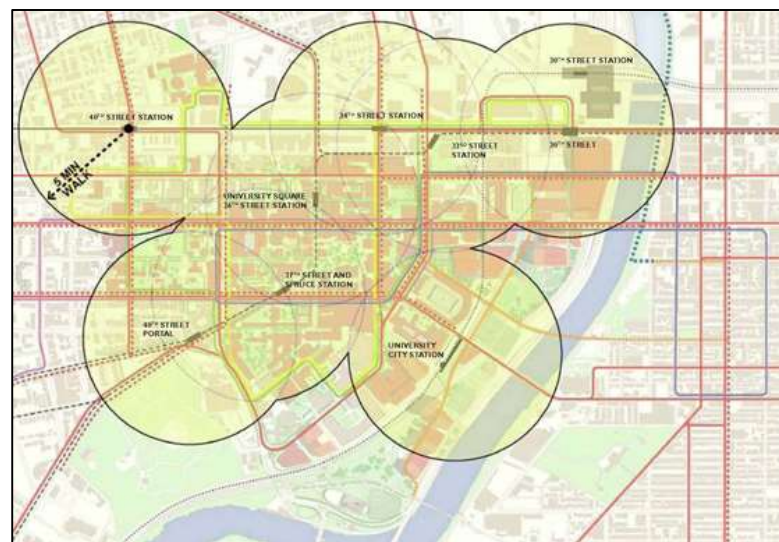 30TH STREET STATION
40TH STREET STATION
34TH STREET STATION
33RD STREET
STATION
30TH STREET
5 MIN
WALK
UNIVERSITY SQUARE
36TH STREET STATION
37TH STREET AND
SPRUCE STATION
40TH STREET
PORTAL
UNIVERSITY
CITY STATION